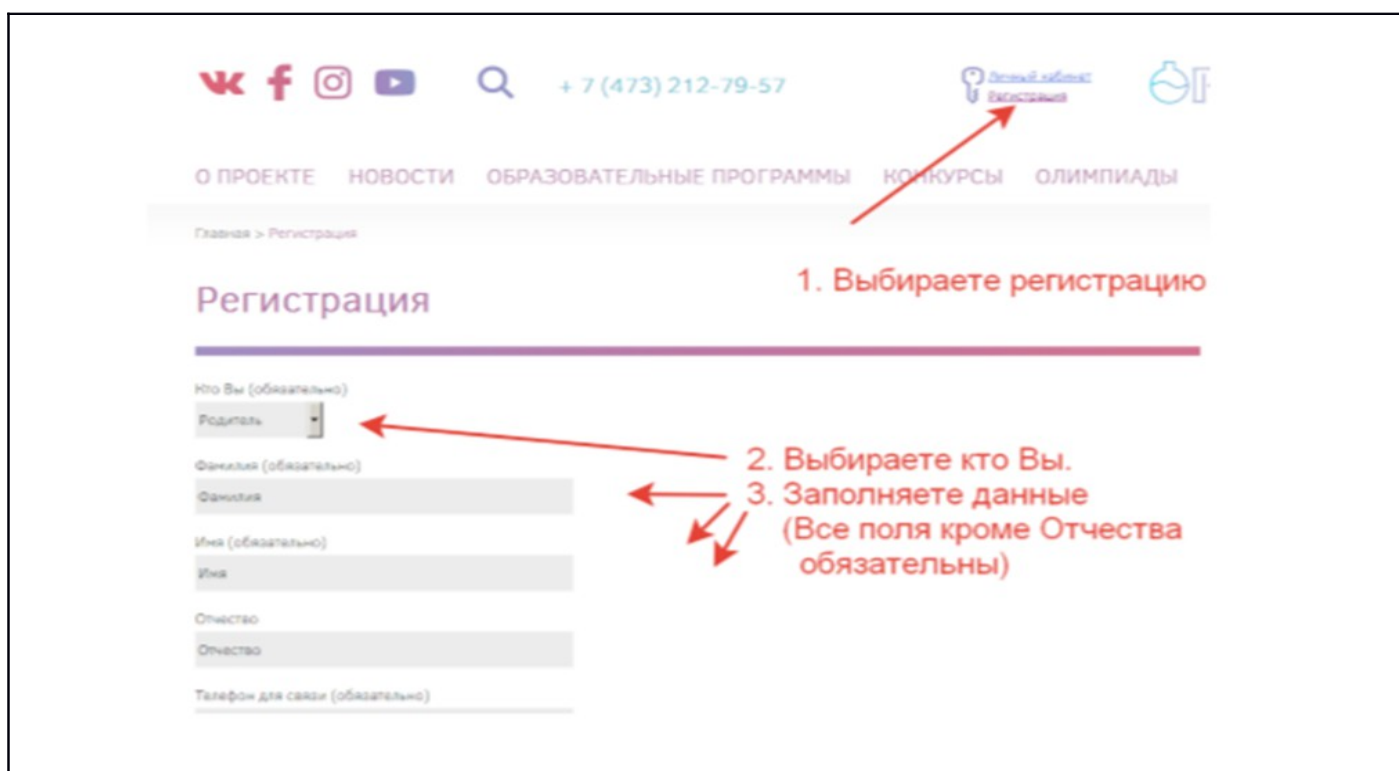 + 7 (473) 212-79-57
Личный кабинет
Регистрация
О ПРОЕКТЕ НОВОСТИ ОБРАЗОВАТЕЛЬНЫЕ ПРОГРАММЫ КОНКУРСЫ ОЛИМПИАДЫ
Главная > Регистрация
1. Выбираете регистрацию
Регистрация
Кто Вы (обязательно)
Родитель
2. Выбираете кто Вы.
Фамилия (обязательно)
3. Заполняете данные
Фамилия
(Все поля кроме Отчества
обязательны)
Имя (обязательно)
Имя
Отчество
Отчество
Телефон для связи (обязательно)